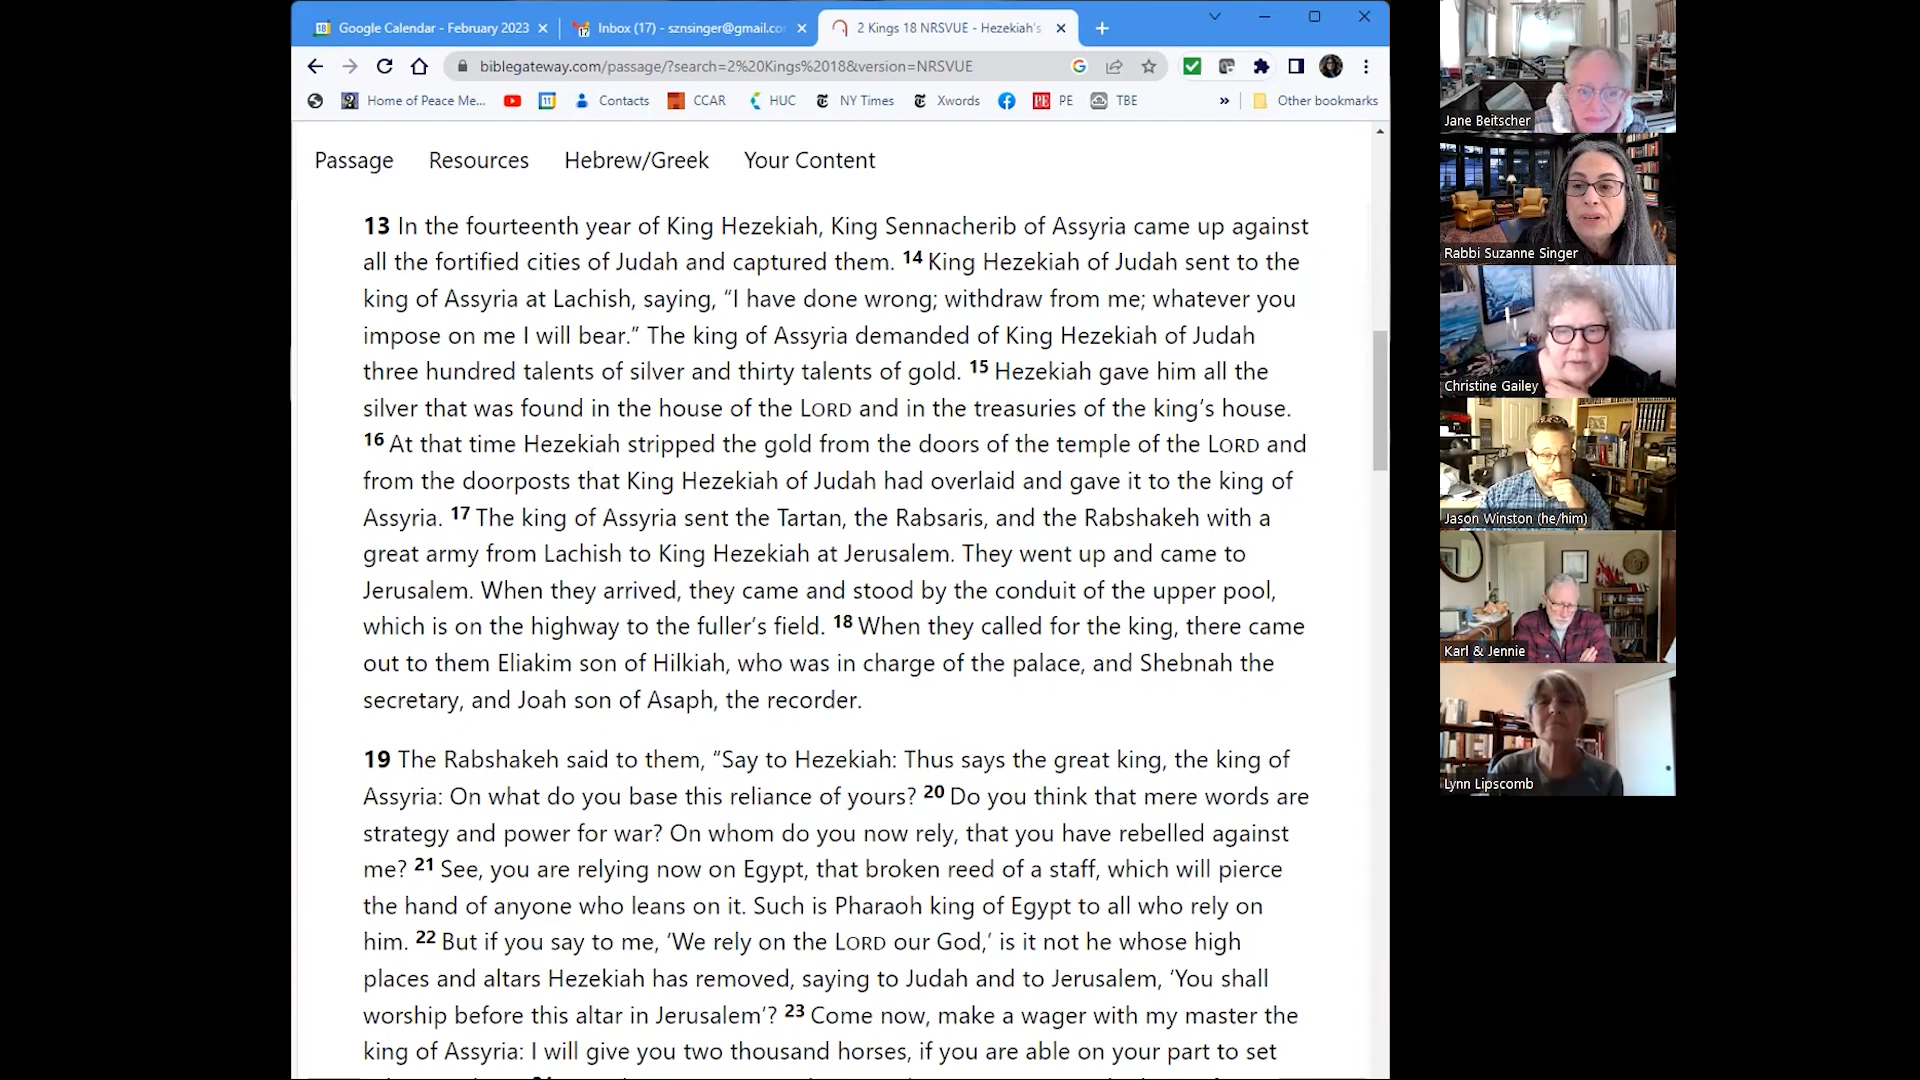 Google Calendar - February 2023
Inbox (17) - sznsinger@gmail.co
2 Kings 18 NRSVUE - Hezekiah's
biblegateway.com/passage/?search=2%20Kings%2018&version=NRSVUE
Home of Peace Me...
Contacts
CCAR
HUC
NY Times
Xwords
PE
TBE
»
Other bookmarks
Passage Resources Hebrew/Greek Your Content
13 In the fourteenth year of King Hezekiah, King Sennacherib of Assyria came up against
all the fortified cities of Judah and captured them. 14 King Hezekiah of Judah sent to the
king of Assyria at Lachish, saying, “I have done wrong; withdraw from me; whatever you
impose on me I will bear.” The king of Assyria demanded of King Hezekiah of Judah
three hundred talents of silver and thirty talents of gold. 15 Hezekiah gave him all the
silver that was found in the house of the LORD and in the treasuries of the king’s house.
16 At that time Hezekiah stripped the gold from the doors of the temple of the LORD and
from the doorposts that King Hezekiah of Judah had overlaid and gave it to the king of
Assyria. 17 The king of Assyria sent the Tartan, the Rabsaris, and the Rabshakeh with a
great army from Lachish to King Hezekiah at Jerusalem. They went up and came to
Jerusalem. When they arrived, they came and stood by the conduit of the upper pool,
which is on the highway to the fuller’s field. 18 When they called for the king, there came
out to them Eliakim son of Hilkiah, who was in charge of the palace, and Shebnah the
secretary, and Joah son of Asaph, the recorder.
19 The Rabshakeh said to them, “Say to Hezekiah: Thus says the great king, the king of
Assyria: On what do you base this reliance of yours? 20 Do you think that mere words are
strategy and power for war? On whom do you now rely, that you have rebelled against
me? 21 See, you are relying now on Egypt, that broken reed of a staff, which will pierce
the hand of anyone who leans on it. Such is Pharaoh king of Egypt to all who rely on
him. 22 But if you say to me, ‘We rely on the LORD our God,’ is it not he whose high
places and altars Hezekiah has removed, saying to Judah and to Jerusalem, ‘You shall
worship before this altar in Jerusalem’? 23 Come now, make a wager with my master the
king of Assyria: I will give you two thousand horses, if you are able on your part to set
Jane Beitscher
Rabbi Suzanne Singer
Christine Gailey
Jason Winston (he/him)
Karl & Jennie
Lynn Lipscomb